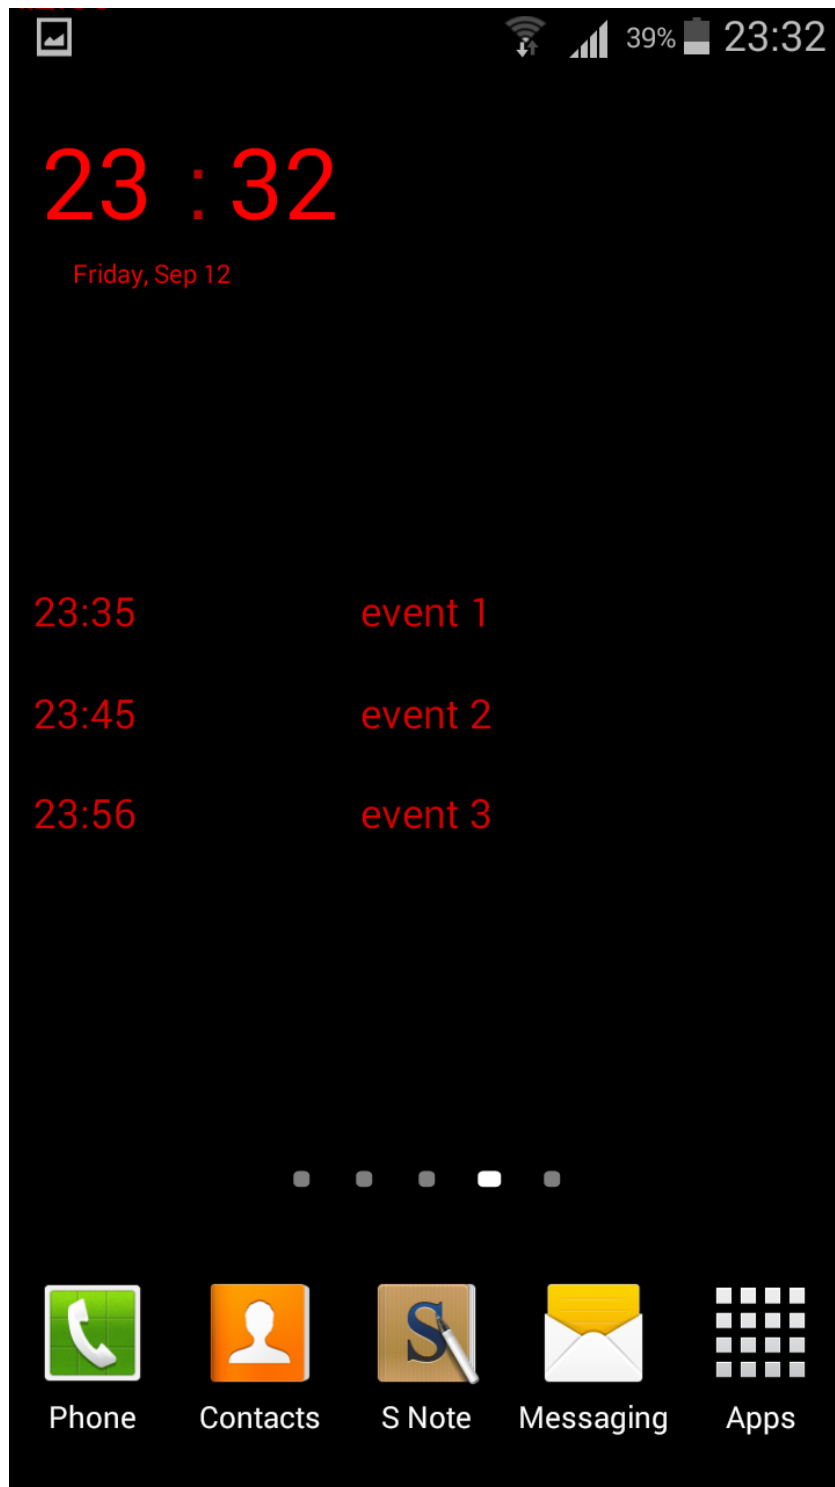 39% 23:32
23 : 32
Friday, Sep 12
23:35 event 1
23:45 event 2
23:56 event 3
S
Phone Contacts S Note Messaging Apps